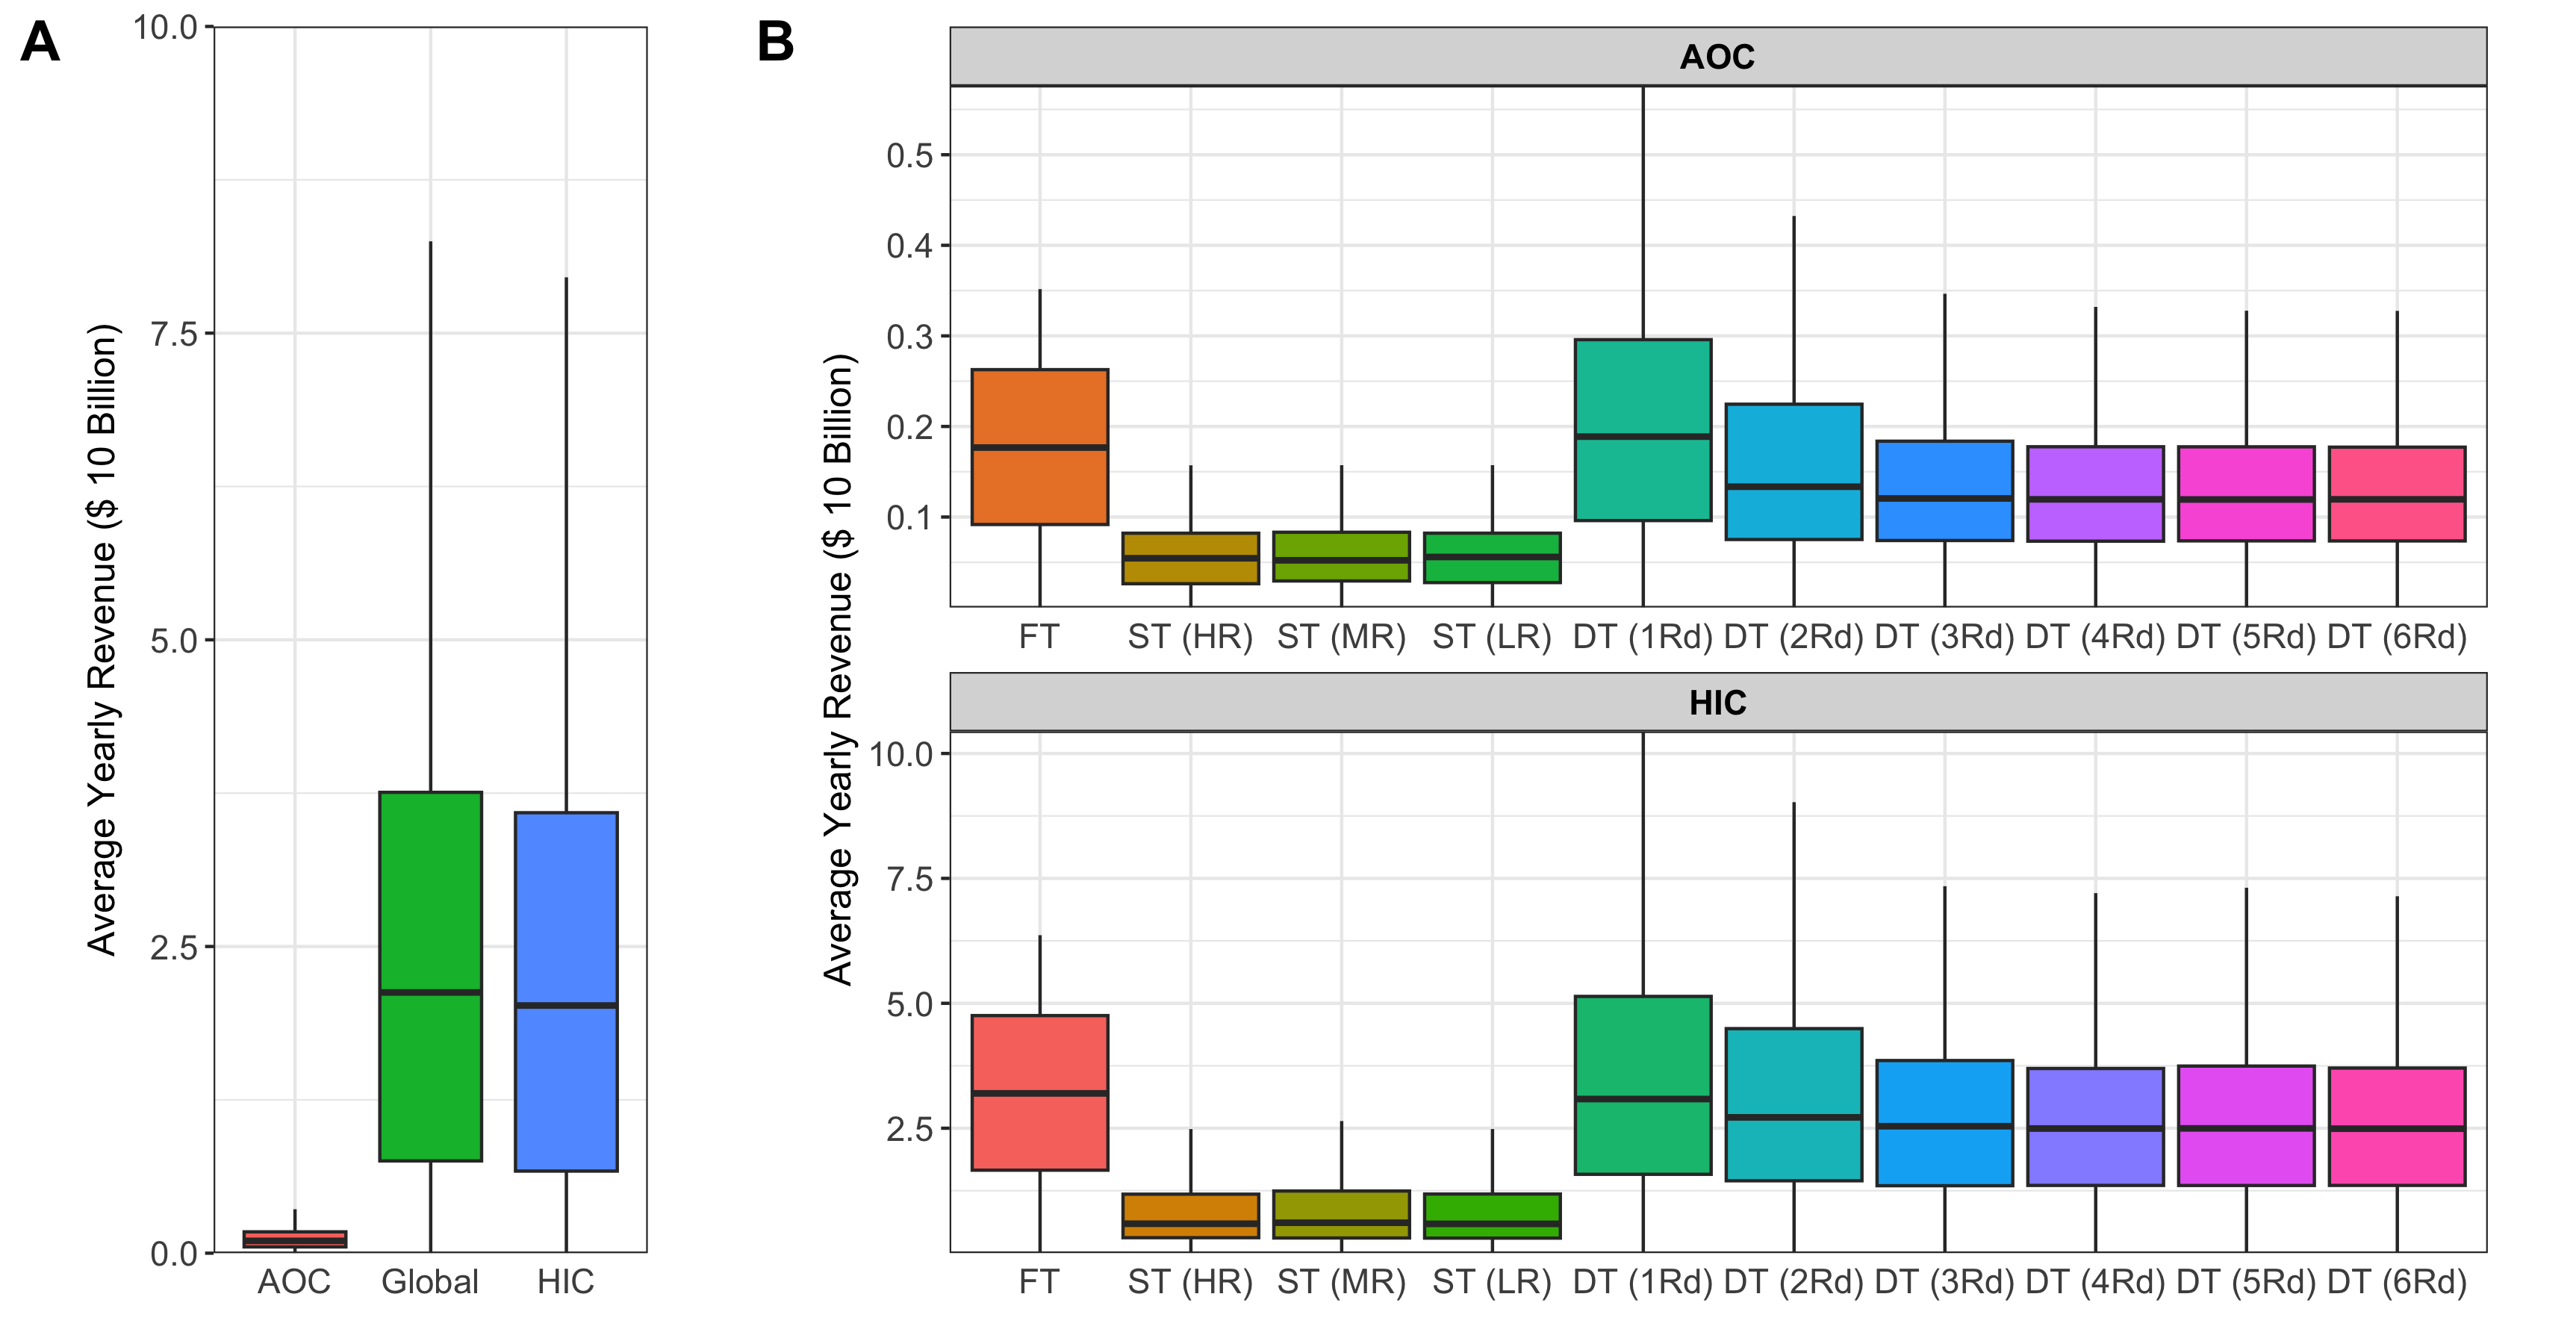 A
Average Yearly Revenue ($ 10 Billion)
10.0
7.5
5.0
2.5
0.0
AOC Global HIC
B
Average Yearly Revenue ($ 10 Billion)
AOC
0.5
0.4
0.3
0.2
0.1
FT ST (HR) ST (MR) ST (LR) DT (1Rd) DT (2Rd) DT (3Rd) DT (4Rd) DT (5Rd) DT (6Rd)
HIC
10.0
7.5
5.0
2.5
FT ST (HR) ST (MR) ST (LR) DT (1Rd) DT (2Rd) DT (3Rd) DT (4Rd) DT (5Rd) DT (6Rd)